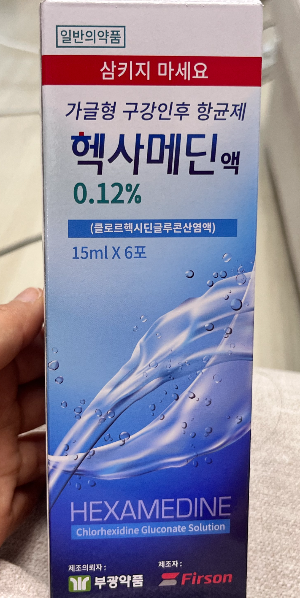 일반의약품
삼키지 마세요
가글형 구강인후 항균제
헥사메딘액
0.12%
(클로르헥시딘글루콘산염액)
15ml X 6포
HEXAMEDINE
Chlorhexidine Gluconate Solution
제조의뢰자 : 제조자 :
부광약품 Firson